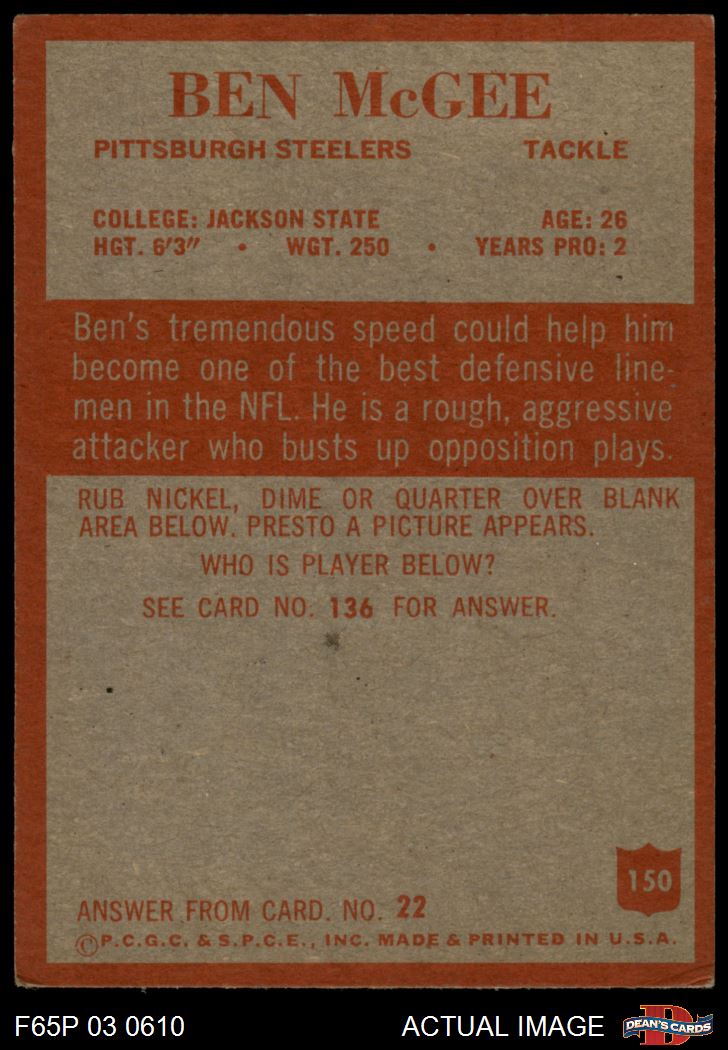 BEN McGEE
PITTSBURGH STEELERS TACKLE
COLLEGE: JACKSON STATE AGE: 26
HGT. 6'3" • WGT. 250 • YEARS PRO: 2
Ben's tremendous speed could help him
become one of the best defensive line-
men in the NFL. He is a rough, aggressive
attacker who busts up opposition plays.
RUB NICKEL, DIME OR QUARTER OVER BLANK
AREA BELOW. PRESTO A PICTURE APPEARS.
WHO IS PLAYER BELOW?
SEE CARD NO. 136 FOR ANSWER.
150
ANSWER FROM CARD. NO. 22
©P.C.G.C. & S.P.C.E., INC. MADE & PRINTED IN U.S.A.
F65P 03 0610 ACTUAL IMAGE
D
DEAN'S CARDS